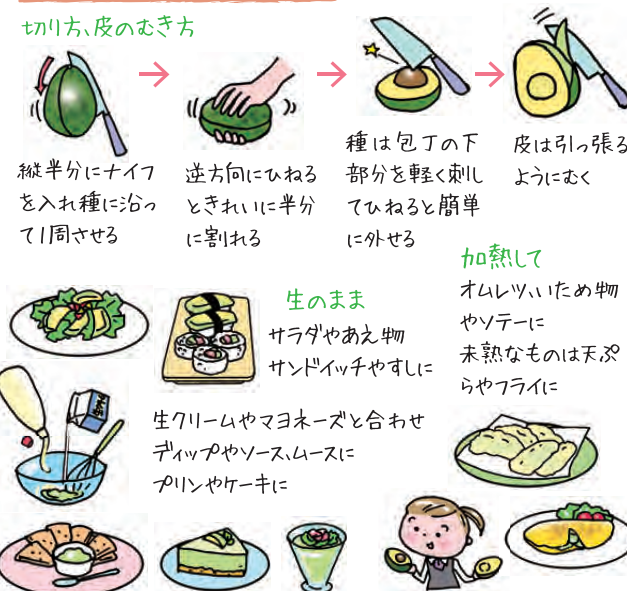 切り方、皮のむき方
縦半分にナイフ
を入れ種に沿っ
て1周させる
逆方向にひねる
ときれいに半分
に割れる
種は包丁の下
部分を軽く刺し
てひねると簡単
に外せる
皮は引っ張る
ようにむく
生のまま
サラダやあえ物
サンドイッチやすしに
生クリームやマヨネーズと合わせ
ディップやソース、ムースに
プリンやケーキに
加熱して
オムレツ、いため物
やソテーに
未熟なものは天ぷ
らやフライに